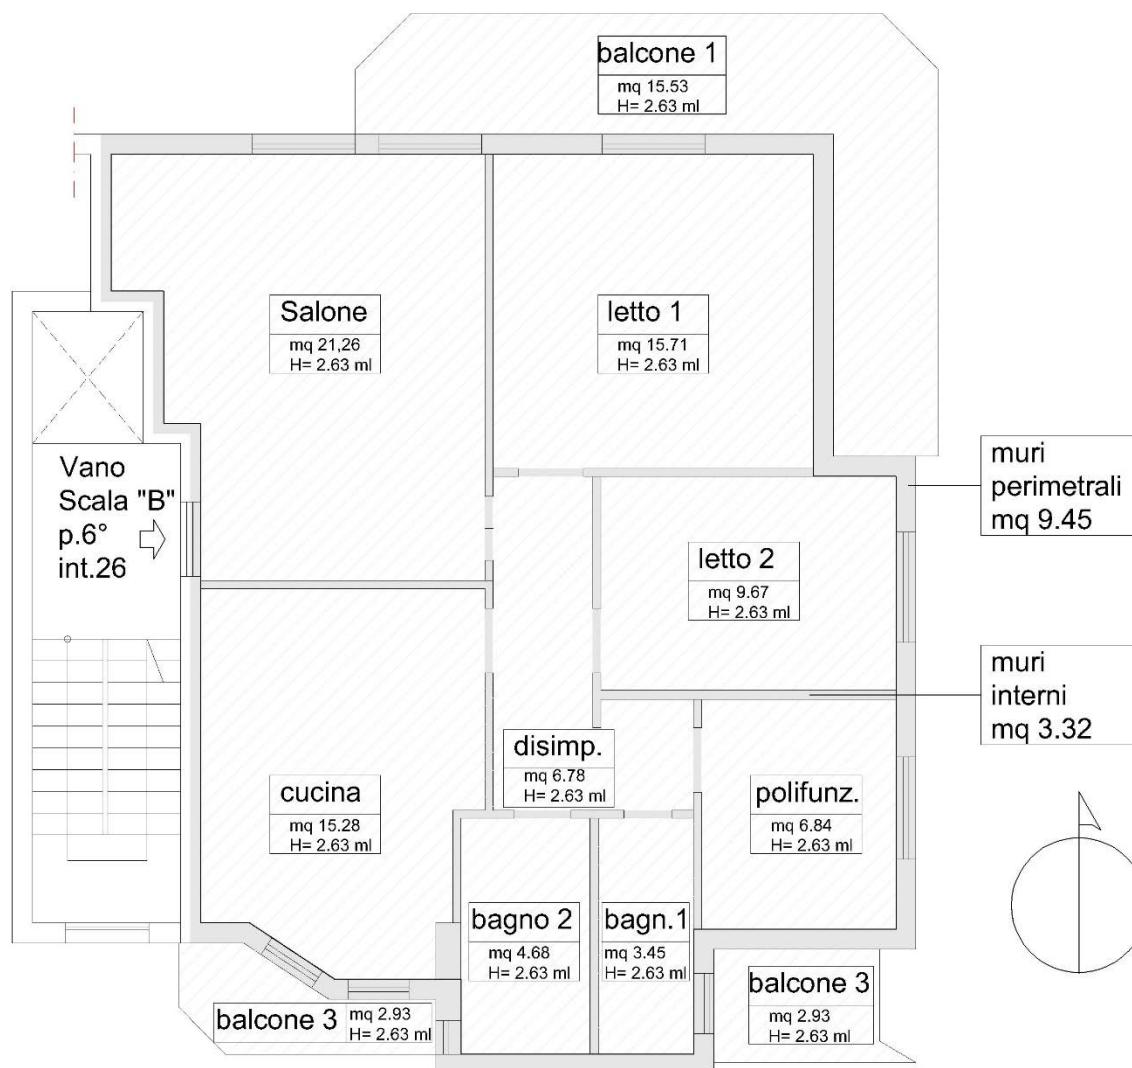 balcone 1
mq 15.53
H= 2.63 ml
Salone
mq 21,26
H= 2.63 ml
letto 1
mq 15.71
H= 2.63 ml
muri
perimetrali
mq 9.45
Vano
Scala "B"
p.6°
int.26
letto 2
mq 9.67
H= 2.63 ml
muri
interni
mq 3.32
disimp.
mq 6.78
H= 2.63 ml
cucina
mq 15.28
H= 2.63 ml
polifunz.
mq 6.84
H= 2.63 ml
bagno 2
mq 4.68
H= 2.63 ml
bagn.1
mq 3.45
H= 2.63 ml
balcone 3
mq 2.93
H= 2.63 ml
balcone 3
mq 2.93
H= 2.63 ml